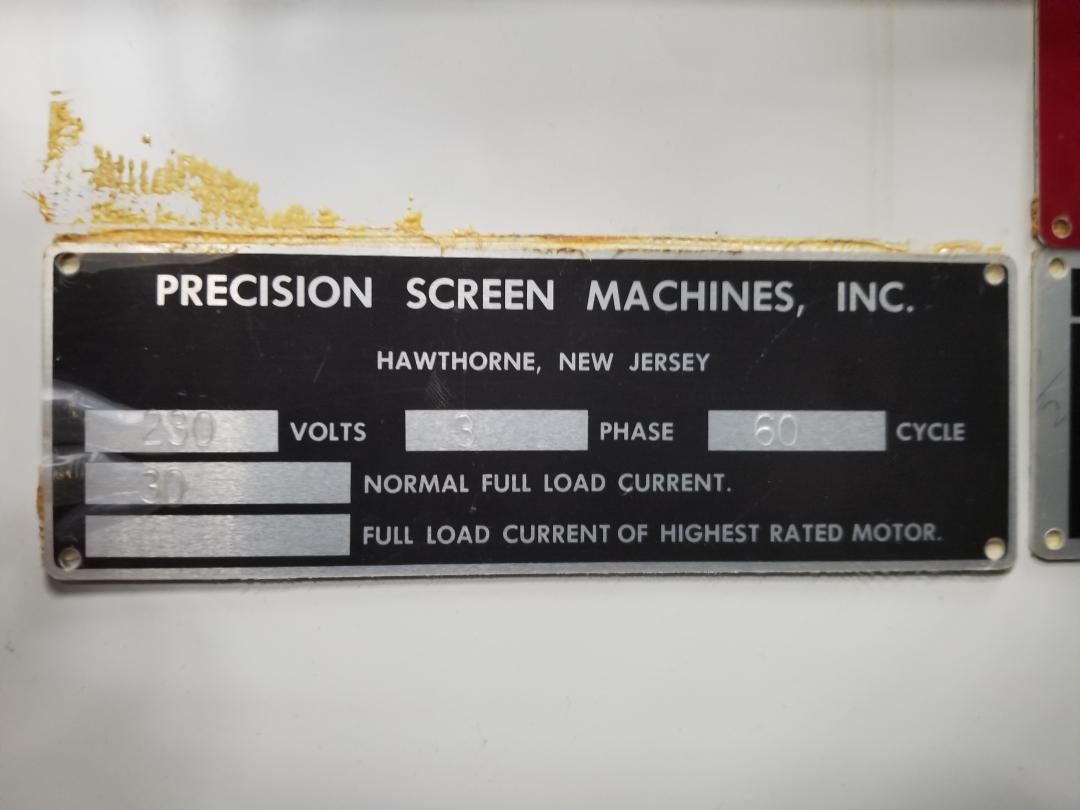 PRECISION SCREEN MACHINES, INC.
HAWTHORNE, NEW JERSEY
230 VOLTS 3 PHASE 60 CYCLE
30 NORMAL FULL LOAD CURRENT.
FULL LOAD CURRENT OF HIGHEST RATED MOTOR.